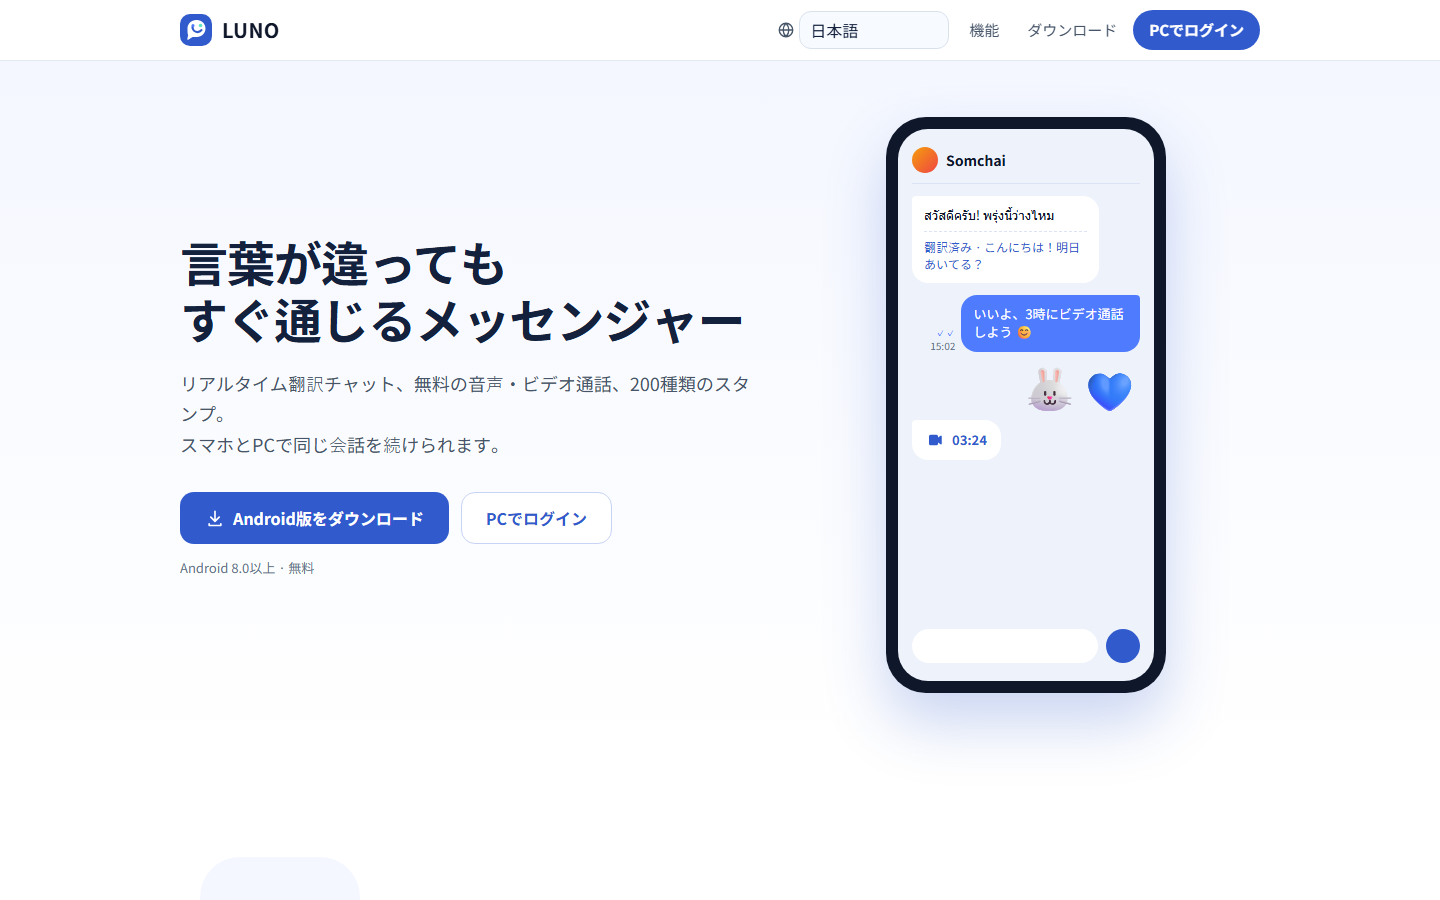 LUNO
日本語
機能
ダウンロード
PCでログイン
Somchai
สวัสดีครับ! พรุ่งนี้ว่างไหม
翻訳済み · こんにちは！明日
あいてる？
いいよ、3時にビデオ通話
しよう 😊
✓✓
15:02
03:24
言葉が違っても
すぐ通じるメッセンジャー
リアルタイム翻訳チャット、無料の音声・ビデオ通話、200種類のスタ
ンプ。
スマホとPCで同じ会話を続けられます。
Android版をダウンロード
PCでログイン
Android 8.0以上 · 無料